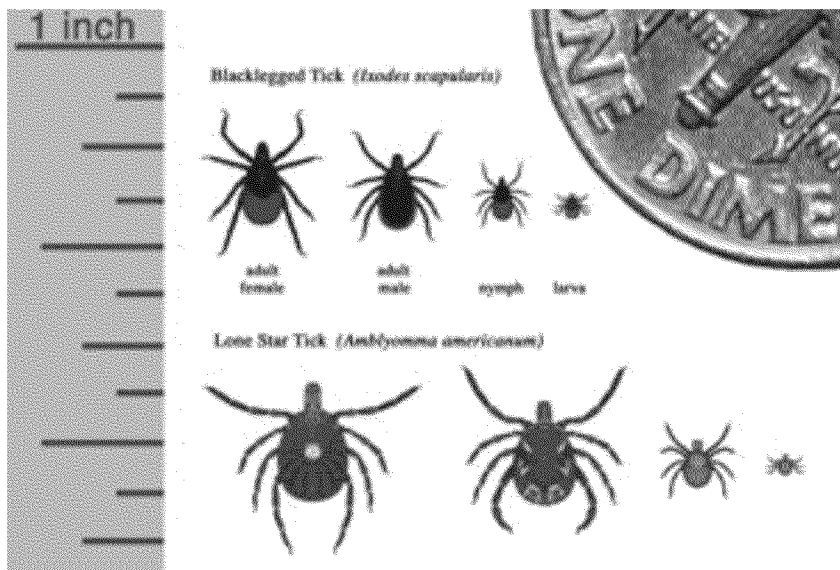 1 inch
ONE DIME
Blacklegged Tick (Ixodes scapularis)
adult female
adult male
nymph
larva
Lone Star Tick (Amblyomma americanum)